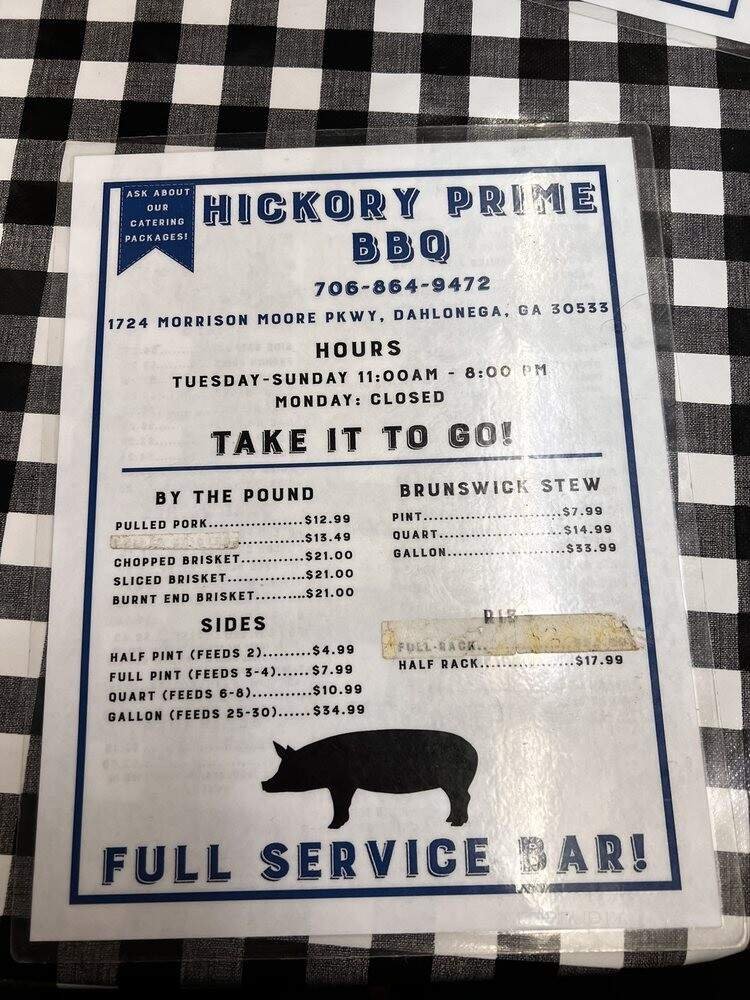 ASK ABOUT
OUR
CATERING
PACKAGES!
HICKORY PRIME
BBQ
706-864-9472
1724 MORRISON MOORE PKWY, DAHLONEGA, GA 30533
HOURS
TUESDAY-SUNDAY 11:00AM - 8:00 PM
MONDAY: CLOSED
TAKE IT TO GO!
BY THE POUND
PULLED PORK..................$12.99
.............$13.49
CHOPPED BRISKET............$21.00
SLICED BRISKET..............$21.00
BURNT END BRISKET.........$21.00
SIDES
HALF PINT (FEEDS 2).........$4.99
FULL PINT (FEEDS 3-4)......$7.99
QUART (FEEDS 6-8)..........$10.99
GALLON (FEEDS 25-30)......$34.99
BRUNSWICK STEW
PINT.........................$7.99
QUART......................$14.99
GALLON.....................$33.99
RIB
FULL RACK..
HALF RACK.................$17.99
FULL SERVICE BAR!